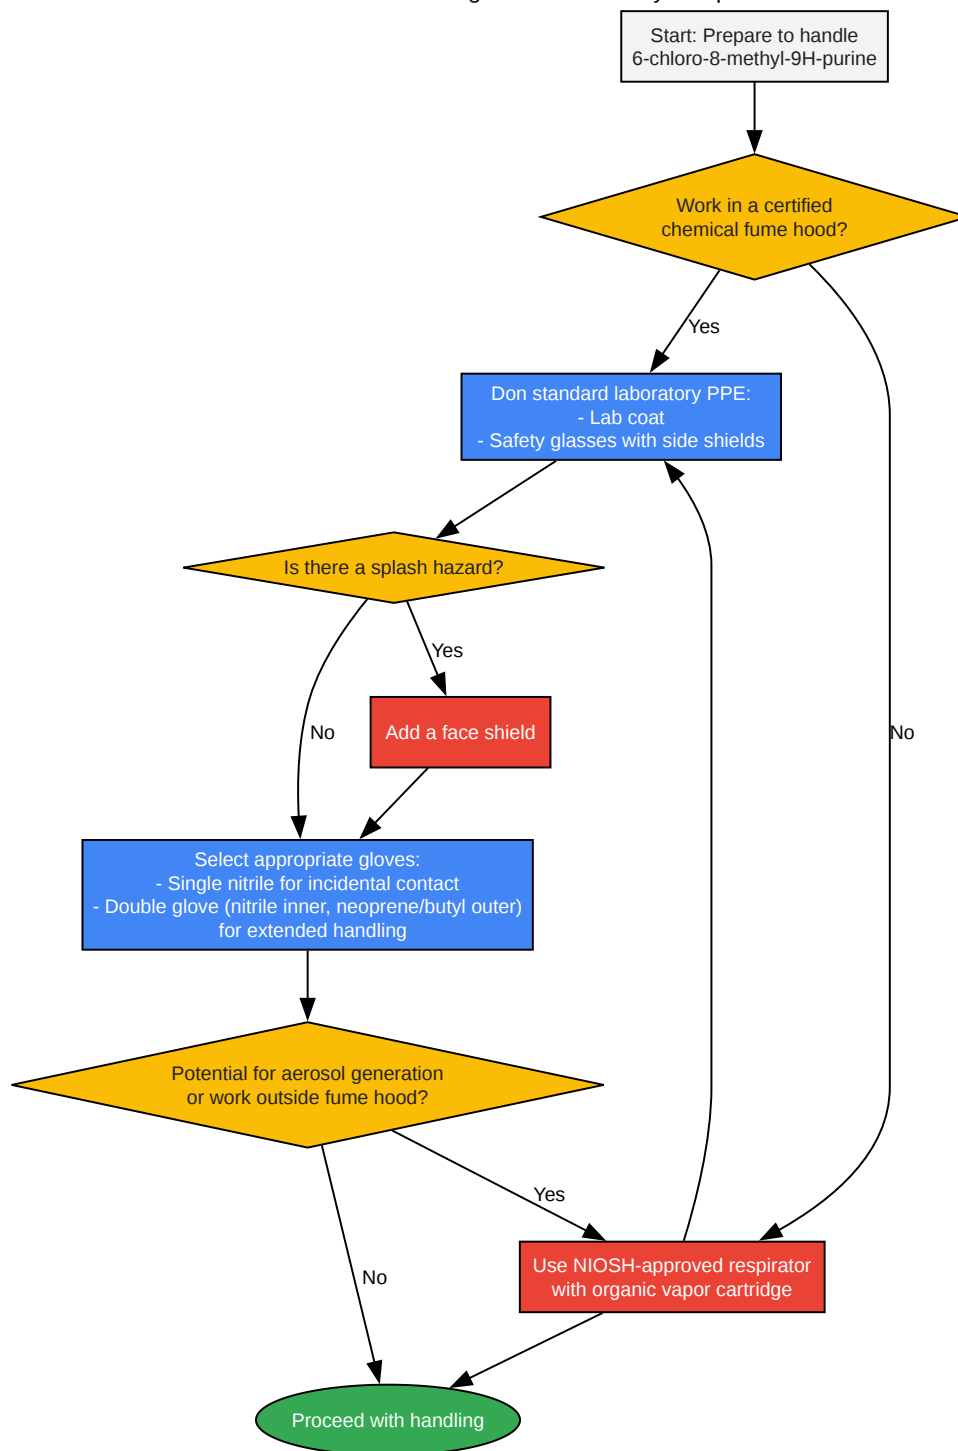 Start: Prepare to handle
6-chloro-8-methyl-9H-purine
Work in a certified
chemical fume hood?
Yes
Don standard laboratory PPE:
- Lab coat
- Safety glasses with side shields
Is there a splash hazard?
Yes
No
Add a face shield
No
Select appropriate gloves:
- Single nitrile for incidental contact
- Double glove (nitrile inner, neoprene/butyl outer)
for extended handling
Potential for aerosol generation
or work outside fume hood?
Yes
Use NIOSH-approved respirator
with organic vapor cartridge
No
Proceed with handling